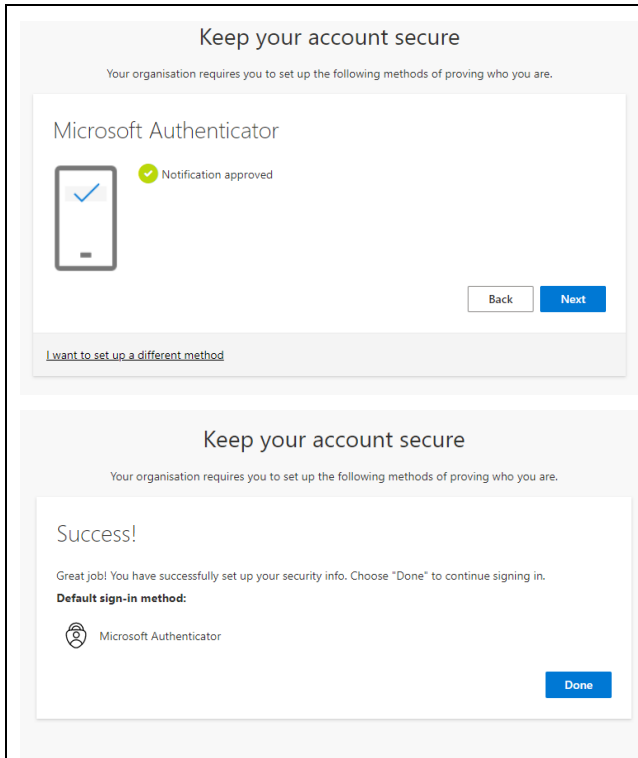 Keep your account secure
Your organisation requires you to set up the following methods of proving who you are.
Microsoft Authenticator
Notification approved
Back
Next
I want to set up a different method
Keep your account secure
Your organisation requires you to set up the following methods of proving who you are.
Success!
Great job! You have successfully set up your security info. Choose "Done" to continue signing in.
Default sign-in method:
Microsoft Authenticator
Done